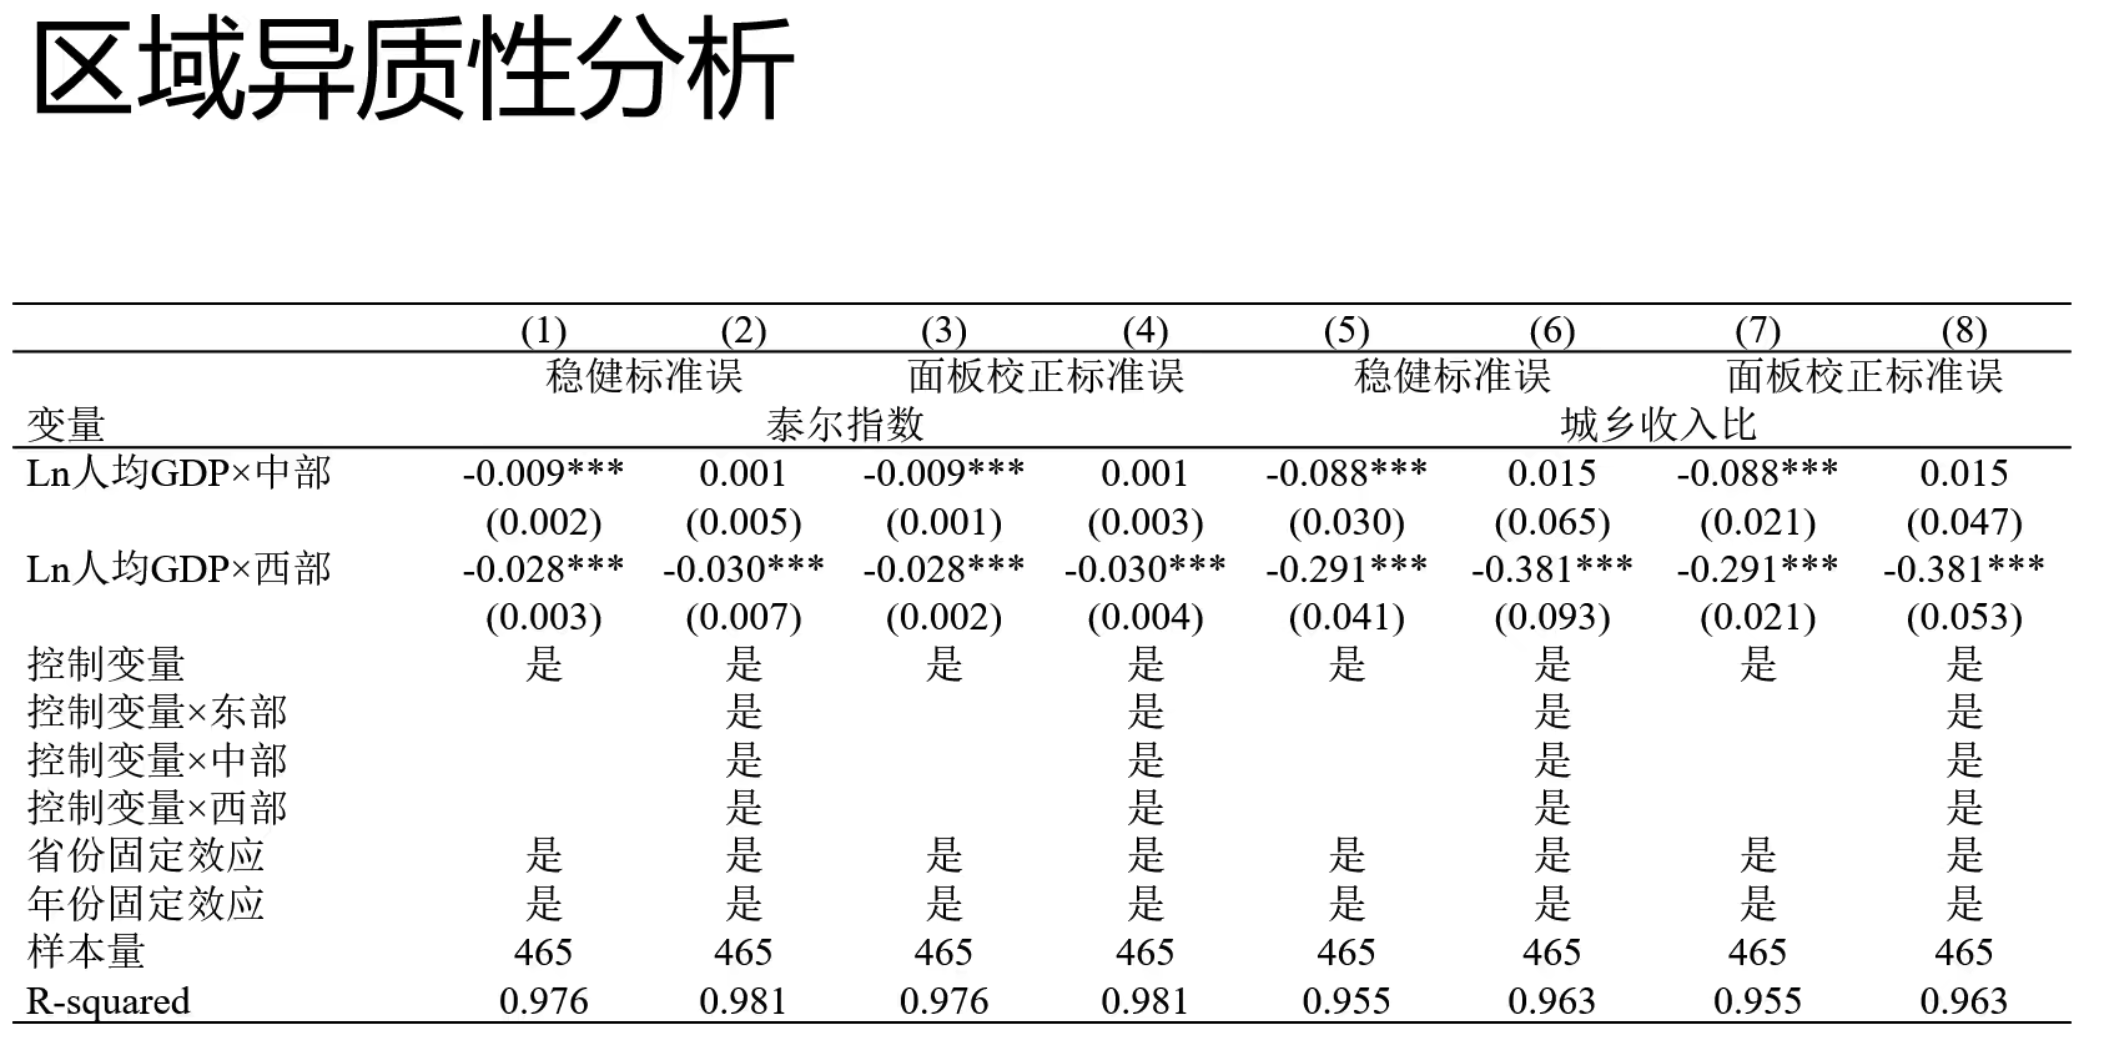 区域异质性分析
(1) (2) (3) (4) (5) (6) (7) (8)
稳健标准误 面板校正标准误 稳健标准误 面板校正标准误
变量 泰尔指数 城乡收入比
Ln人均GDP×中部 -0.009*** 0.001 -0.009*** 0.001 -0.088*** 0.015 -0.088*** 0.015
(0.002) (0.005) (0.001) (0.003) (0.030) (0.065) (0.021) (0.047)
Ln人均GDP×西部 -0.028*** -0.030*** -0.028*** -0.030*** -0.291*** -0.381*** -0.291*** -0.381***
(0.003) (0.007) (0.002) (0.004) (0.041) (0.093) (0.021) (0.053)
控制变量 是 是 是 是 是 是 是 是
控制变量×东部 是 是 是 是
控制变量×中部 是 是 是 是
控制变量×西部 是 是 是 是
省份固定效应 是 是 是 是 是 是 是 是
年份固定效应 是 是 是 是 是 是 是 是
样本量 465 465 465 465 465 465 465 465
R-squared 0.976 0.981 0.976 0.981 0.955 0.963 0.955 0.963